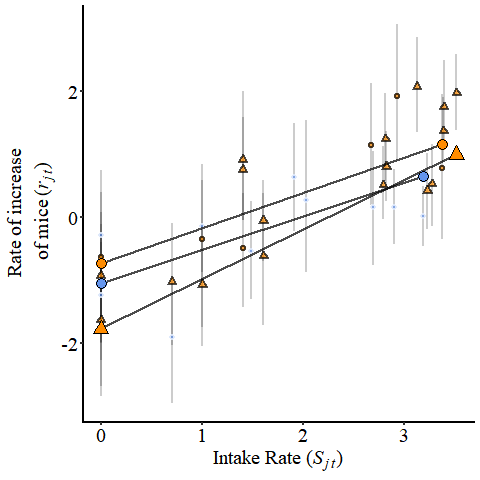 Rate of increase
of mice (r_jt)
2
0
-2
0
1
2
3
Intake Rate (S_jt)